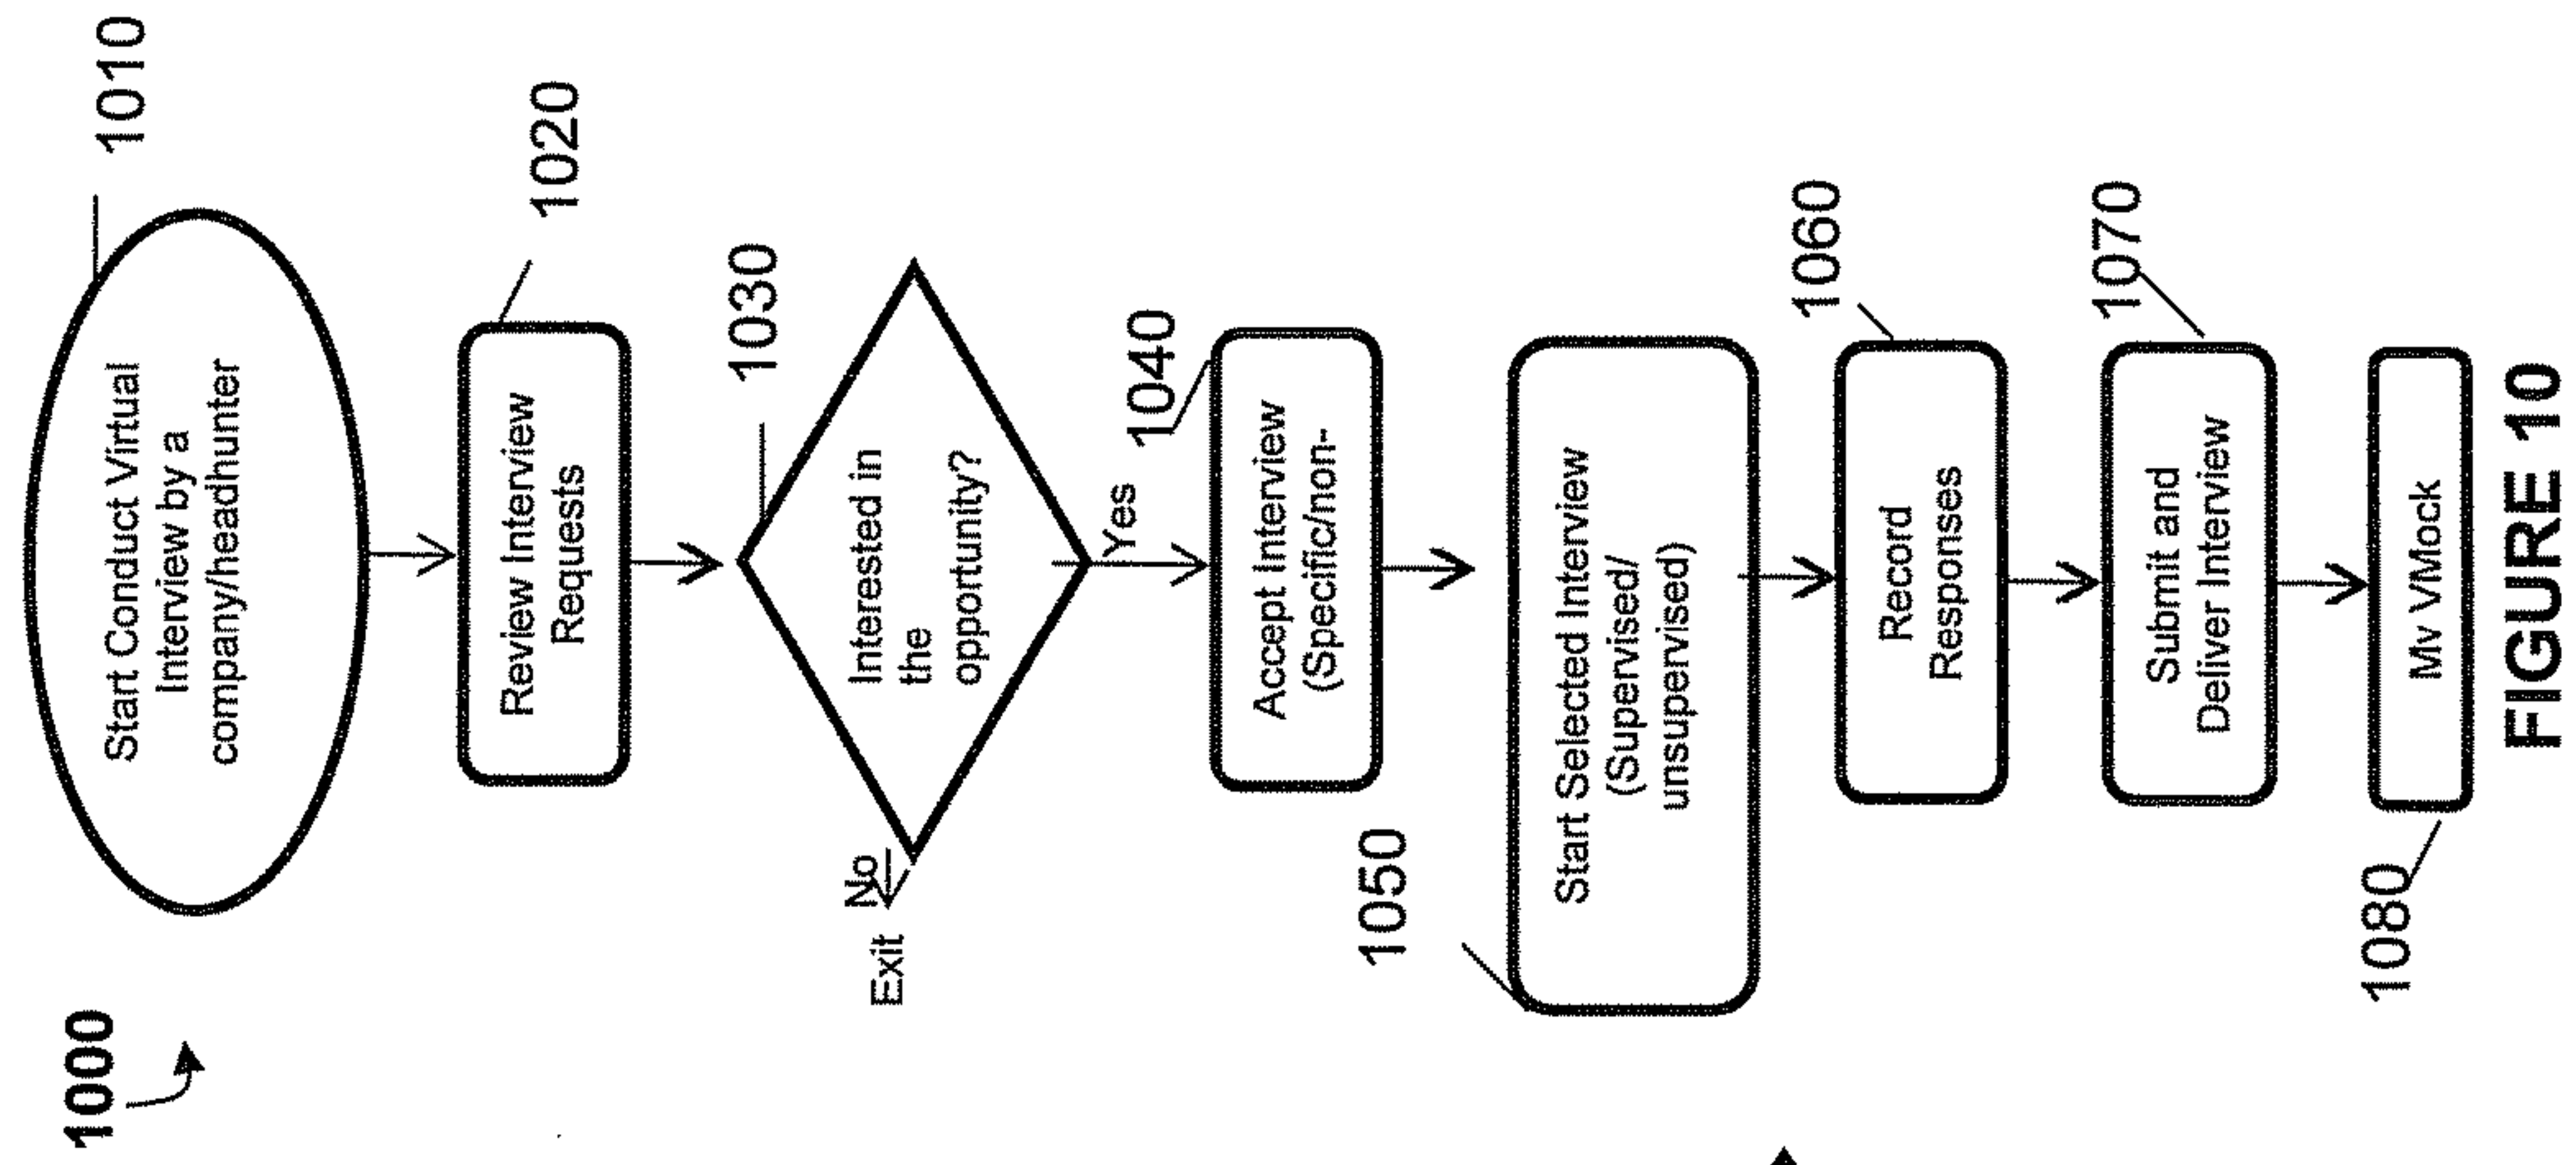 1000
1010
Start Conduct Virtual
Interview by a
company/headhunter
1020
Review Interview
Requests
1030
Interested in
the
opportunity?
No
Exit
Yes
1040
Accept Interview
(Specific/non-
1050
Start Selected Interview
(Supervised/
unsupervised)
1060
Record
Responses
1070
Submit and
Deliver Interview
1080
Mv VMock
FIGURE 10